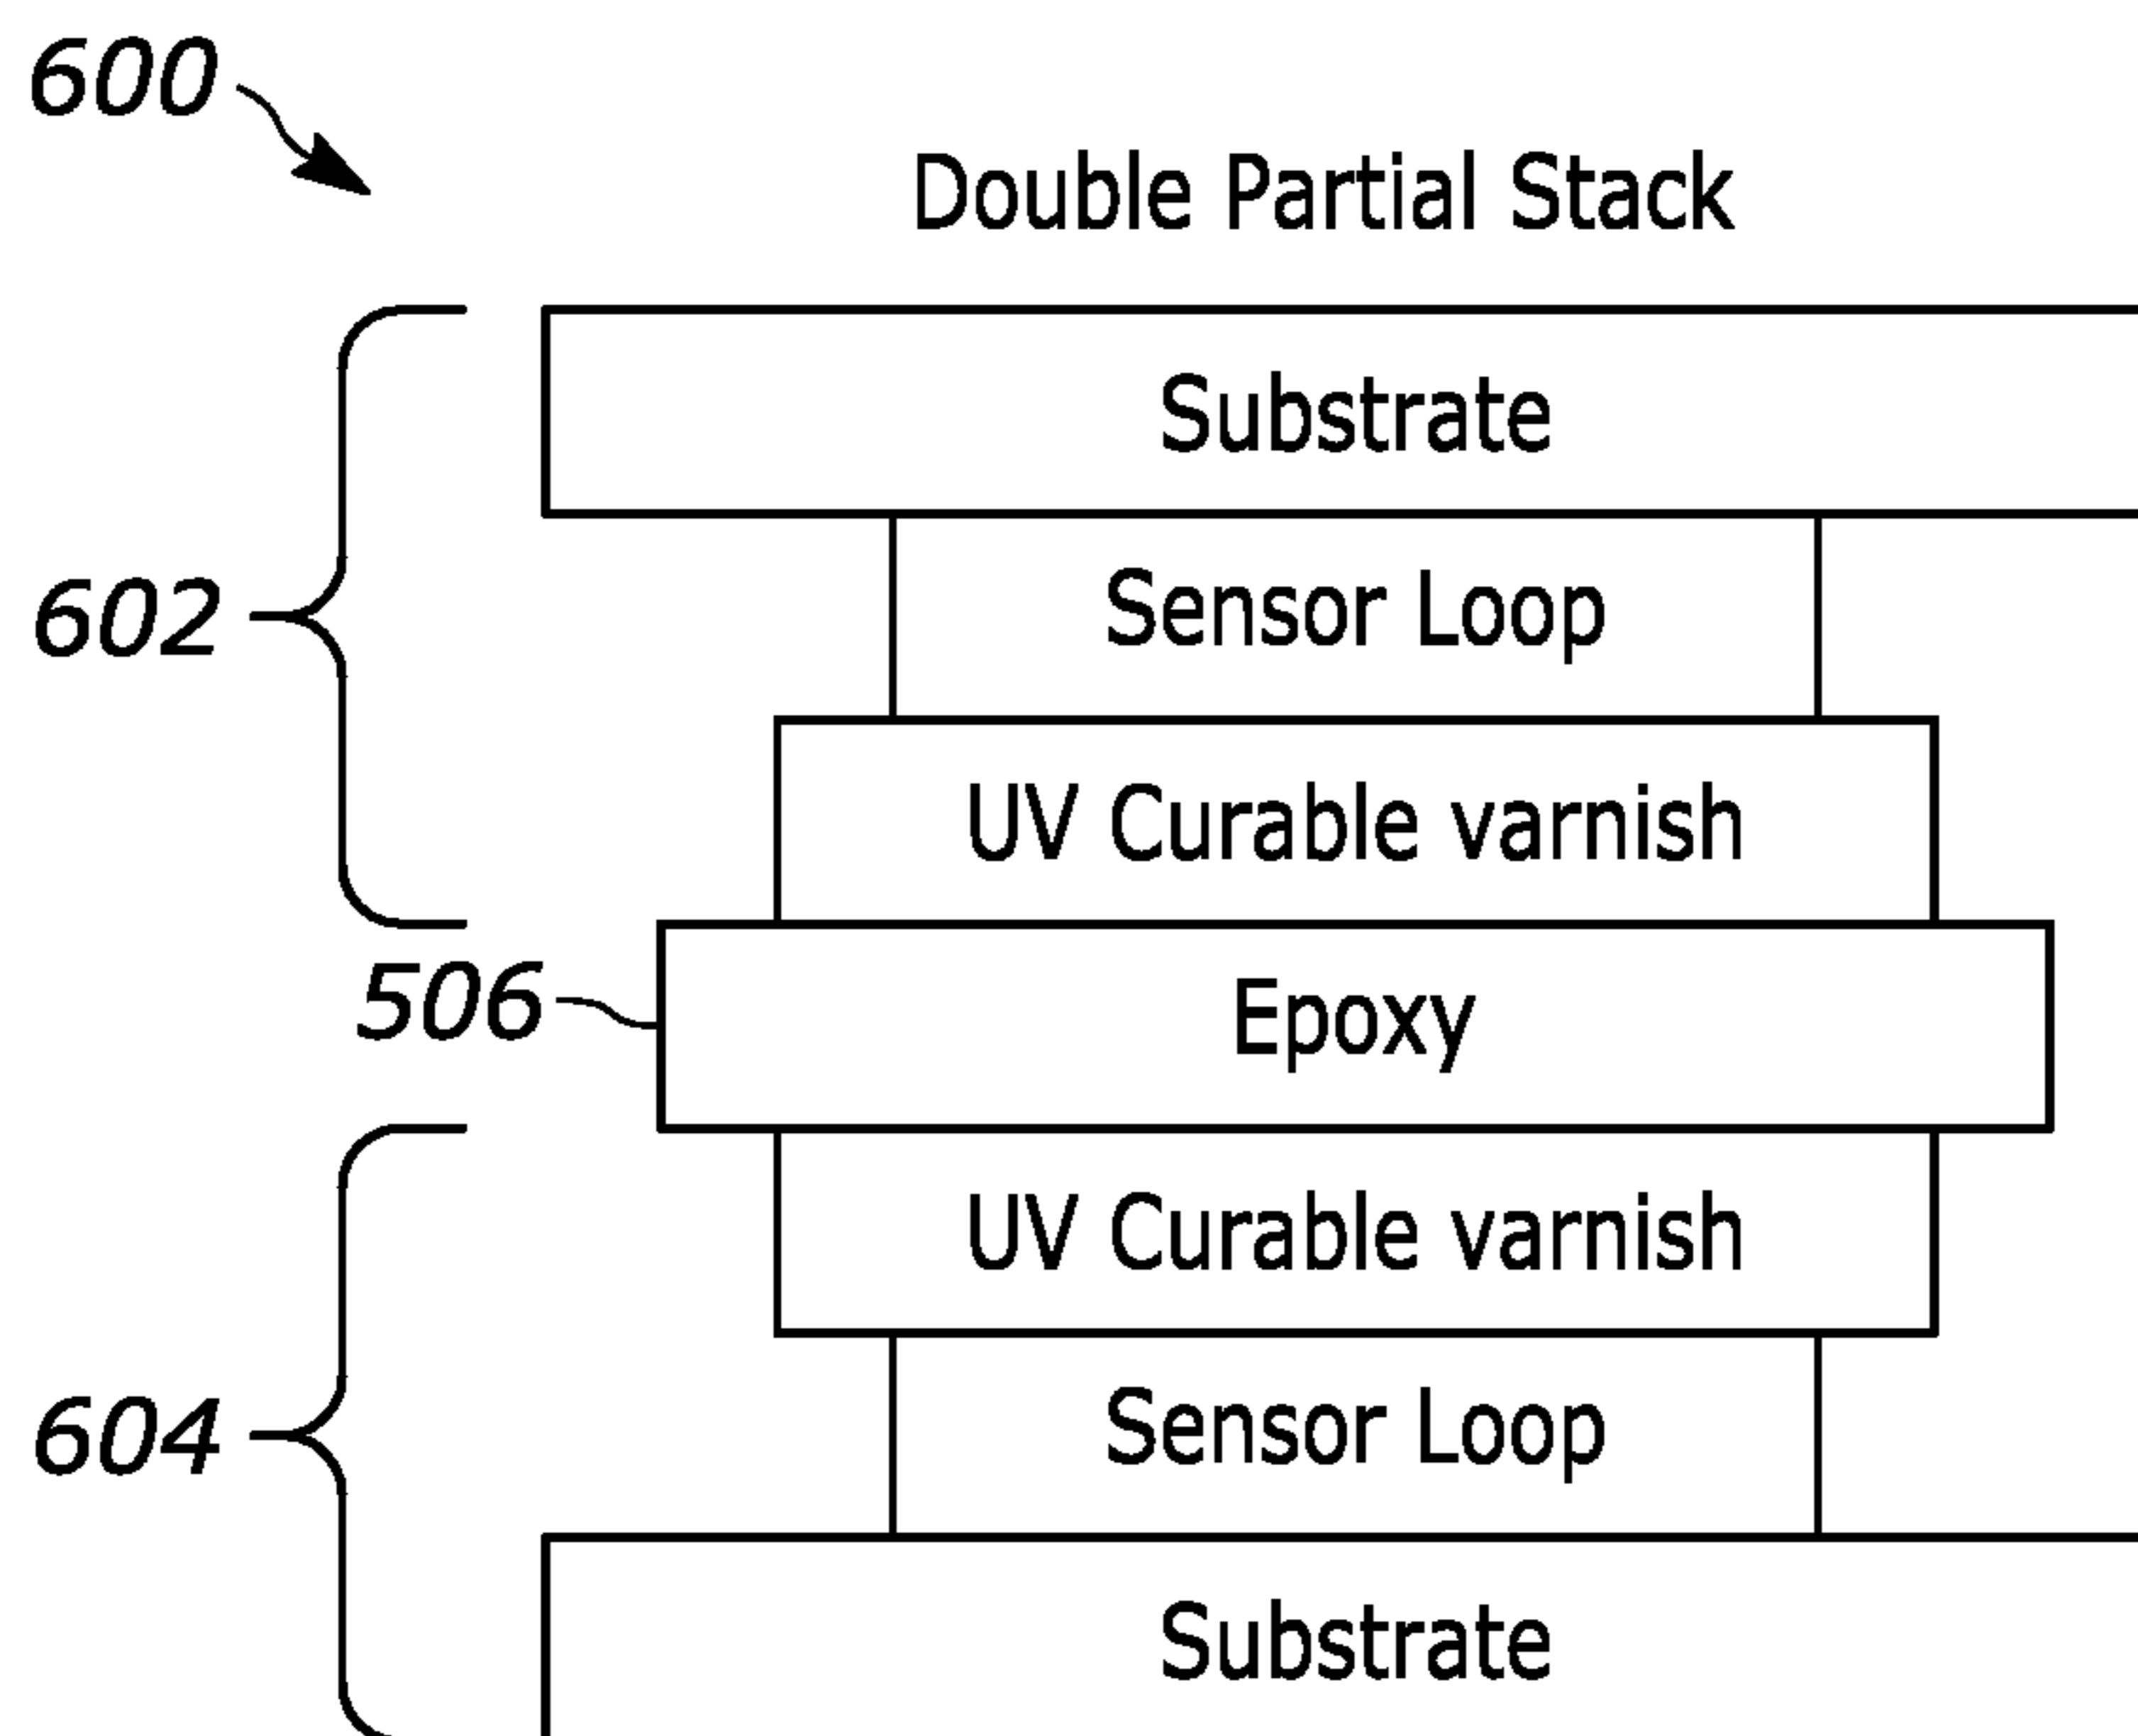 600
Double Partial Stack
Substrate
602
Sensor Loop
UV Curable varnish
506
Epoxy
UV Curable varnish
604
Sensor Loop
Substrate